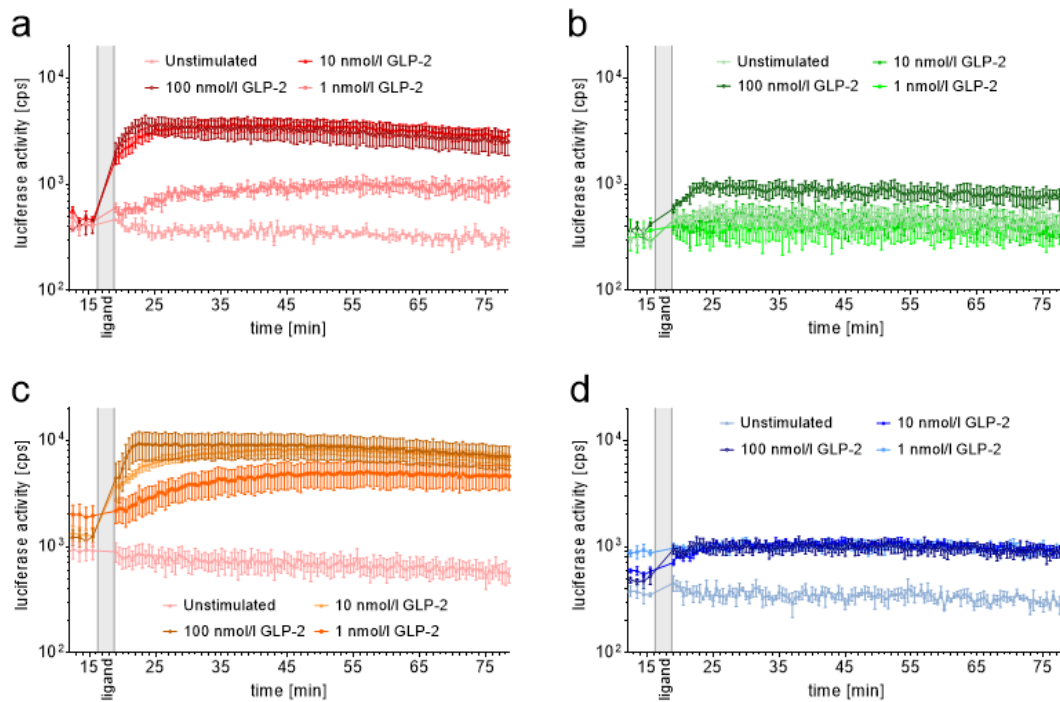 a
Unstimulated
10 nmol/l GLP-2
100 nmol/l GLP-2
1 nmol/l GLP-2
luciferase activity [cps]
10⁴
10³
10²
15 25 35 45 55 65 75
ligand
time [min]
b
Unstimulated
10 nmol/l GLP-2
100 nmol/l GLP-2
1 nmol/l GLP-2
luciferase activity [cps]
10⁴
10³
10²
15 25 35 45 55 65 75
ligand
time [min]
c
luciferase activity [cps]
10⁴
10³
10²
Unstimulated
10 nmol/l GLP-2
100 nmol/l GLP-2
1 nmol/l GLP-2
15 25 35 45 55 65 75
ligand
time [min]
d
Unstimulated
10 nmol/l GLP-2
100 nmol/l GLP-2
1 nmol/l GLP-2
luciferase activity [cps]
10⁴
10³
10²
15 25 35 45 55 65 75
ligand
time [min]